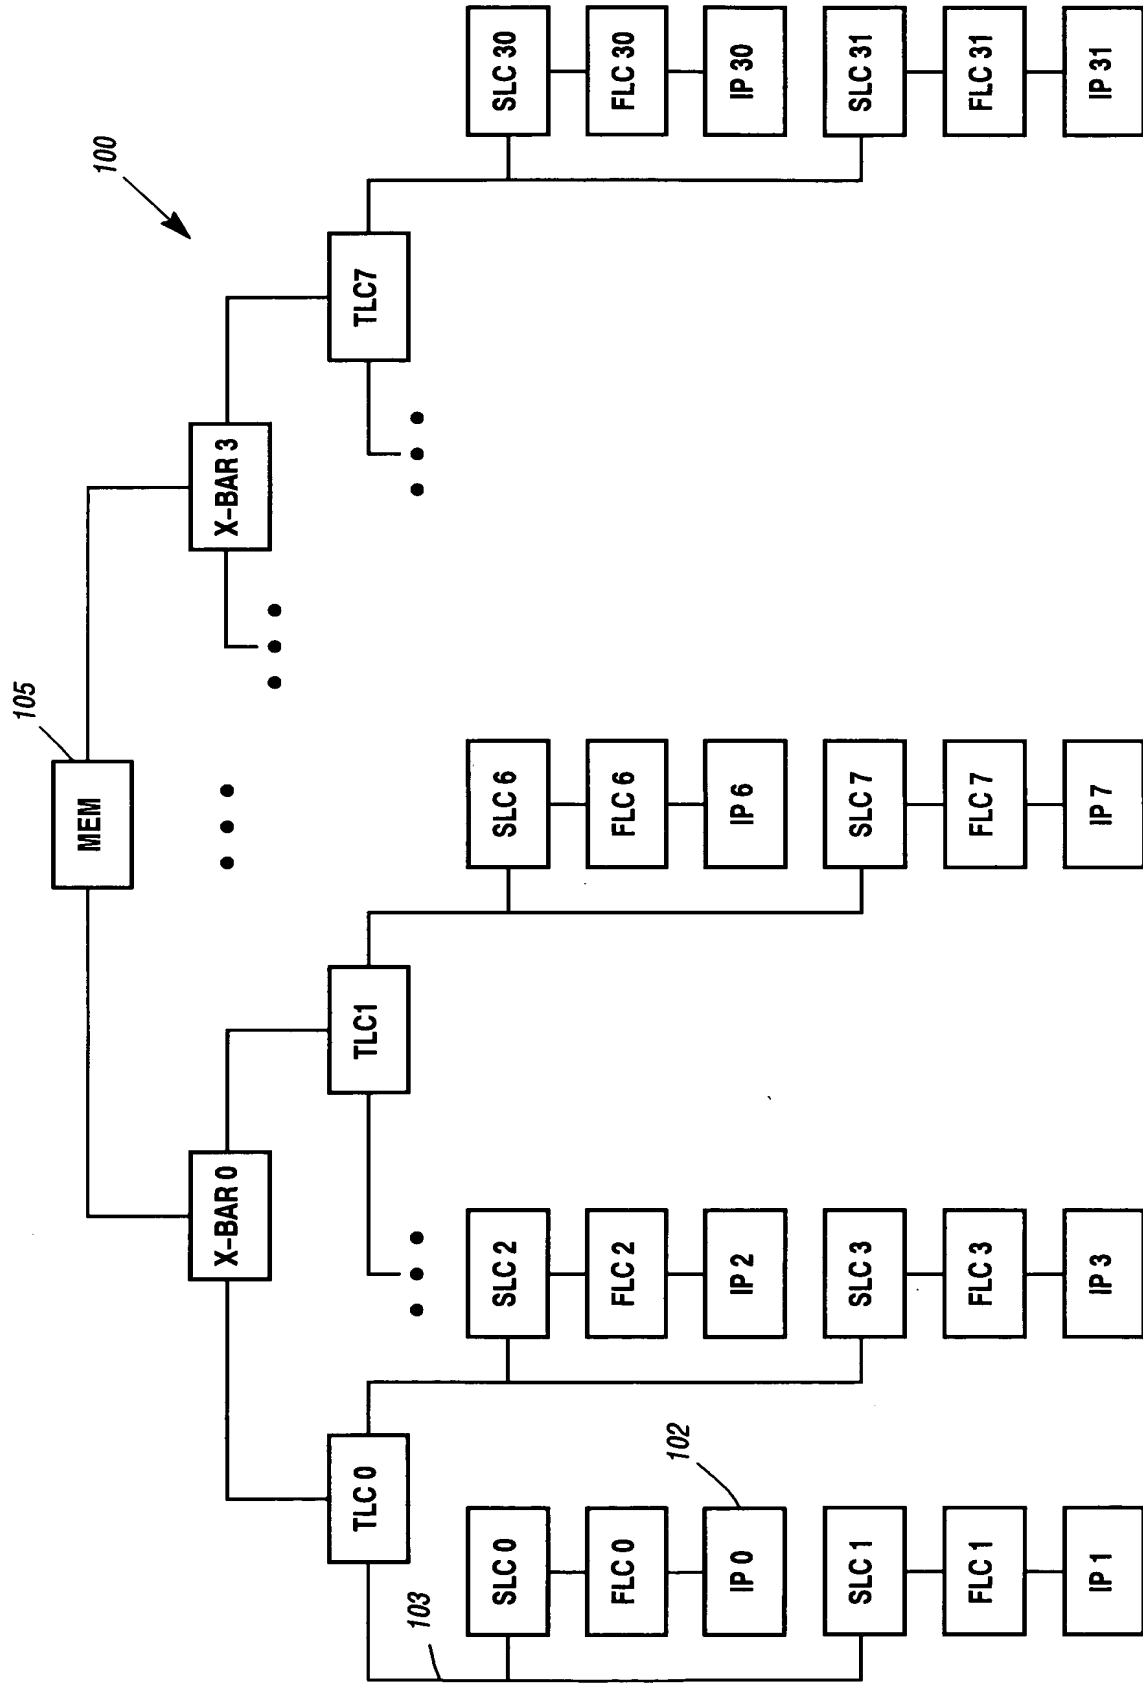 100
105
MEM
X-BAR 0
X-BAR 3
TLC 0
TLC1
TLC7
103
SLC 0
FLC 0
IP 0
102
SLC 1
FLC 1
IP 1
SLC 2
FLC 2
IP 2
SLC 3
FLC 3
IP 3
SLC 6
FLC 6
IP 6
SLC 7
FLC 7
IP 7
SLC 30
FLC 30
IP 30
SLC 31
FLC 31
IP 31